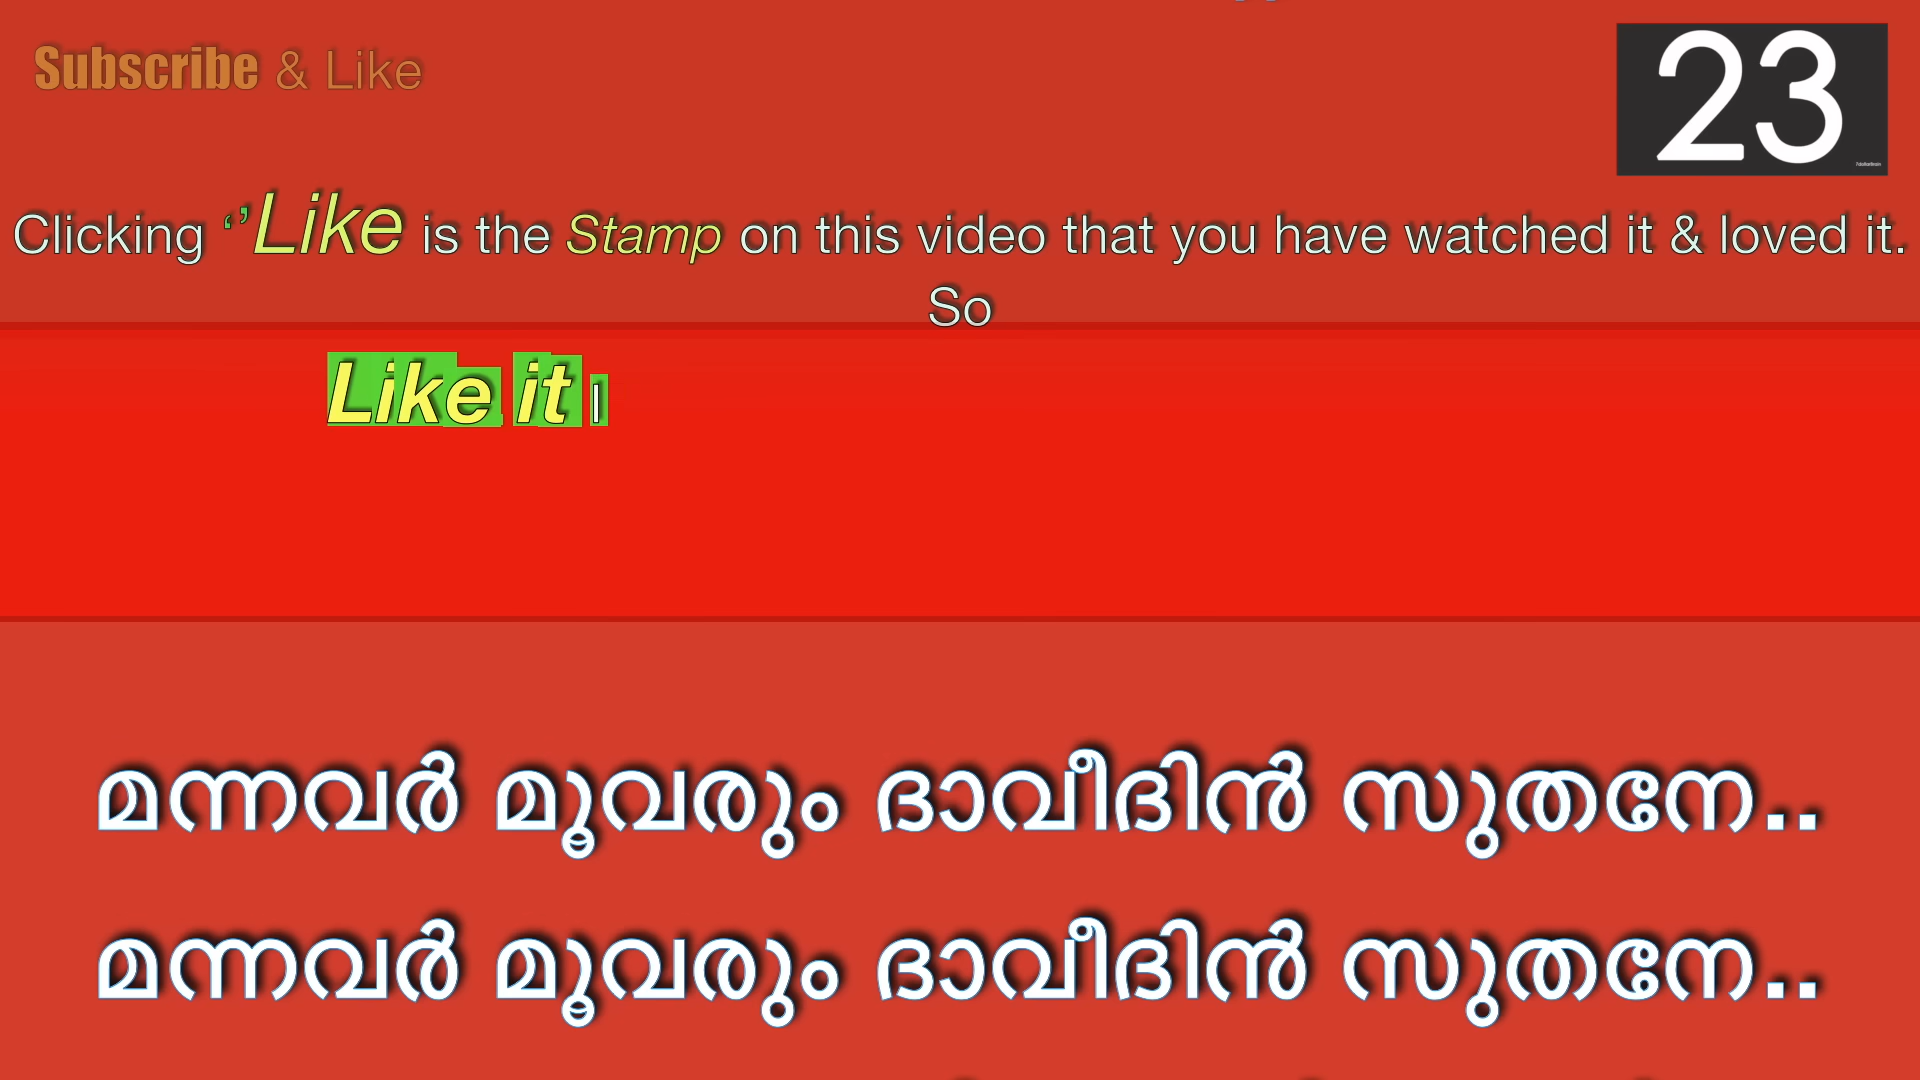 Subscribe & Like
23
Clicking ‘’Like is the Stamp on this video that you have watched it & loved it.
So
Like it I
മന്നവർ മൂവരും ദാവീദിൻ സുതനേ..
മന്നവർ മൂവരും ദാവീദിൻ സുതനേ..